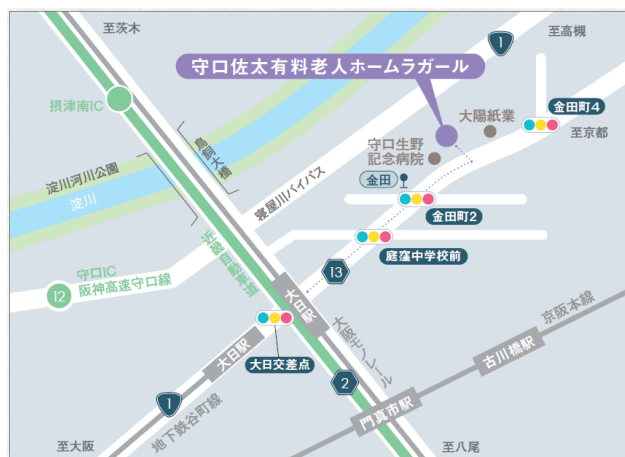 至茨木
1
至高槻
守口佐太有料老人ホームラガール
摂津南IC
大陽紙業
金田町4
至京都
鳥飼大橋
守口生野
記念病院
淀川河川公園
淀川
金田
寝屋川バイパス
金田町2
近畿自動車道
庭窪中学校前
守口IC
阪神高速守口線
12
13
大日駅
大日交差点
大日駅
大阪モノレール
京阪本線
古川橋駅
2
1
地下鉄谷町線
門真市駅
至大阪
至八尾